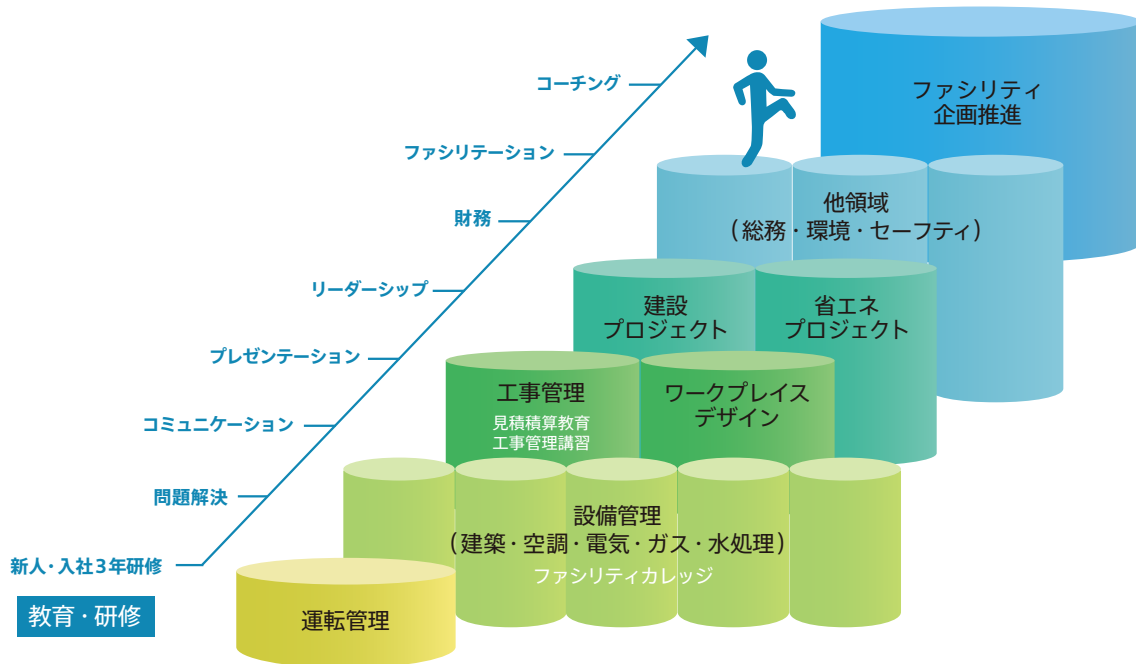 コーチング
ファシリテーション
財務
リーダーシップ
プレゼンテーション
コミュニケーション
問題解決
新人・入社3年研修
教育・研修
ファシリティ
企画推進
他領域
(総務・環境・セーフティ)
建設
プロジェクト
省エネ
プロジェクト
工事管理
見積積算教育
工事管理講習
ワークプレイス
デザイン
設備管理
(建築・空調・電気・ガス・水処理)
ファシリティカレッジ
運転管理